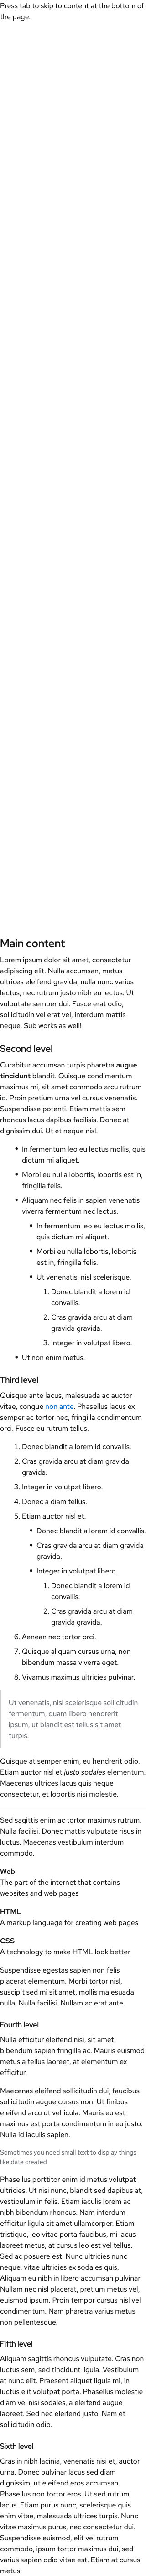 Press tab to skip to content at the bottom of
the page.
Main content
Lorem ipsum dolor sit amet, consectetur
adipiscing elit. Nulla accumsan, metus
ultrices eleifend gravida, nulla nunc varius
lectus, nec rutrum justo nibh eu lectus. Ut
vulputate semper dui. Fusce erat odio,
sollicitudin vel erat vel, interdum mattis
neque. Sub works as well!
Second level
Curabitur accumsan turpis pharetra augue
tincidunt blandit. Quisque condimentum
maximus mi, sit amet commodo arcu rutrum
id. Proin pretium urna vel cursus venenatis.
Suspendisse potenti. Etiam mattis sem
rhoncus lacus dapibus facilisis. Donec at
dignissim dui. Ut et neque nisl.
• In fermentum leo eu lectus mollis, quis
dictum mi aliquet.
• Morbi eu nulla lobortis, lobortis est in,
fringilla felis.
• Aliquam nec felis in sapien venenatis
viverra fermentum nec lectus.
• In fermentum leo eu lectus mollis,
quis dictum mi aliquet.
• Morbi eu nulla lobortis, lobortis
est in, fringilla felis.
• Ut venenatis, nisl scelerisque.
1. Donec blandit a lorem id
convallis.
2. Cras gravida arcu at diam
gravida gravida.
3. Integer in volutpat libero.
• Ut non enim metus.
Third level
Quisque ante lacus, malesuada ac auctor
vitae, congue non ante. Phasellus lacus ex,
semper ac tortor nec, fringilla condimentum
orci. Fusce eu rutrum tellus.
1. Donec blandit a lorem id convallis.
2. Cras gravida arcu at diam gravida
gravida.
3. Integer in volutpat libero.
4. Donec a diam tellus.
5. Etiam auctor nisl et.
• Donec blandit a lorem id convallis.
• Cras gravida arcu at diam gravida
gravida.
• Integer in volutpat libero.
1. Donec blandit a lorem id
convallis.
2. Cras gravida arcu at diam
gravida gravida.
6. Aenean nec tortor orci.
7. Quisque aliquam cursus urna, non
bibendum massa viverra eget.
8. Vivamus maximus ultricies pulvinar.
Ut venenatis, nisl scelerisque sollicitudin
fermentum, quam libero hendrerit
ipsum, ut blandit est tellus sit amet
turpis.
Quisque at semper enim, eu hendrerit odio.
Etiam auctor nisl et justo sodales elementum.
Maecenas ultrices lacus quis neque
consectetur, et lobortis nisi molestie.
Sed sagittis enim ac tortor maximus rutrum.
Nulla facilisi. Donec mattis vulputate risus in
luctus. Maecenas vestibulum interdum
commodo.
Web
The part of the internet that contains
websites and web pages
HTML
A markup language for creating web pages
CSS
A technology to make HTML look better
Suspendisse egestas sapien non felis
placerat elementum. Morbi tortor nisl,
suscipit sed mi sit amet, mollis malesuada
nulla. Nulla facilisi. Nullam ac erat ante.
Fourth level
Nulla efficitur eleifend nisi, sit amet
bibendum sapien fringilla ac. Mauris euismod
metus a tellus laoreet, at elementum ex
efficitur.
Maecenas eleifend sollicitudin dui, faucibus
sollicitudin augue cursus non. Ut finibus
eleifend arcu ut vehicula. Mauris eu est
maximus est porta condimentum in eu justo.
Nulla id iaculis sapien.
Sometimes you need small text to display things
like date created
Phasellus porttitor enim id metus volutpat
ultricies. Ut nisi nunc, blandit sed dapibus at,
vestibulum in felis. Etiam iaculis lorem ac
nibh bibendum rhoncus. Nam interdum
efficitur ligula sit amet ullamcorper. Etiam
tristique, leo vitae porta faucibus, mi lacus
laoreet metus, at cursus leo est vel tellus.
Sed ac posuere est. Nunc ultricies nunc
neque, vitae ultricies ex sodales quis.
Aliquam eu nibh in libero accumsan pulvinar.
Nullam nec nisl placerat, pretium metus vel,
euismod ipsum. Proin tempor cursus nisl vel
condimentum. Nam pharetra varius metus
non pellentesque.
Fifth level
Aliquam sagittis rhoncus vulputate. Cras non
luctus sem, sed tincidunt ligula. Vestibulum
at nunc elit. Praesent aliquet ligula mi, in
luctus elit volutpat porta. Phasellus molestie
diam vel nisi sodales, a eleifend augue
laoreet. Sed nec eleifend justo. Nam et
sollicitudin odio.
Sixth level
Cras in nibh lacinia, venenatis nisi et, auctor
urna. Donec pulvinar lacus sed diam
dignissim, ut eleifend eros accumsan.
Phasellus non tortor eros. Ut sed rutrum
lacus. Etiam purus nunc, scelerisque quis
enim vitae, malesuada ultrices turpis. Nunc
vitae maximus purus, nec consectetur dui.
Suspendisse euismod, elit vel rutrum
commodo, ipsum tortor maximus dui, sed
varius sapien odio vitae est. Etiam at cursus
metus.